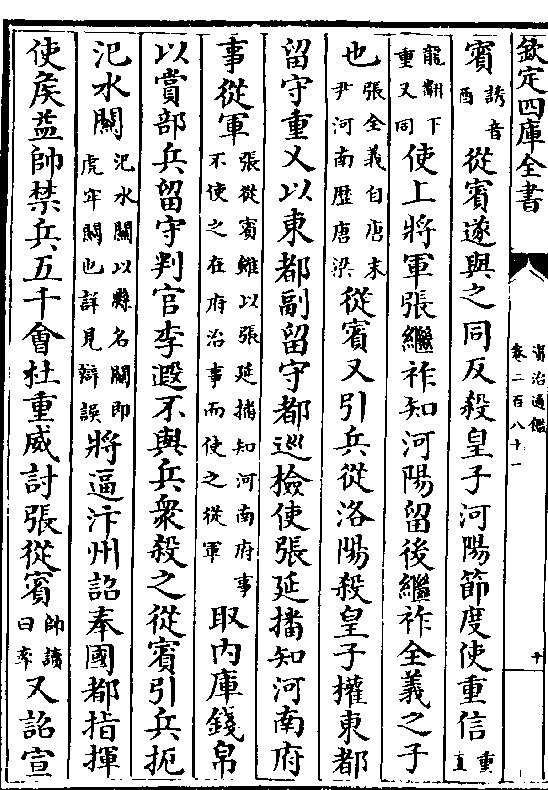 欽定四庫全書
資治通鑑
卷二百八十一
十
賓誘音酉從賓遂與之同反殺皇子河陽節度使重信重直
龍翻下重又同使上將軍張繼祚知河陽留後繼祚全義之子
也張全義自唐末尹河南歷唐梁從賓又引兵從洛陽殺皇子權東都
留守重乂以東都副留守都巡檢使張延播知河南府
事從軍張從賓雖以張延播知河南府事不使之在府治事而使之從軍取内庫錢帛
以賞部兵留守判官李遐不與兵衆殺之從賓引兵扼
汜水關汜水關以縣名關即虎牢關也詳見辯誤將逼汴州詔奉國都指揮
使侯益帥禁兵五千會杜重威討張從賓帥讀曰率又詔宣